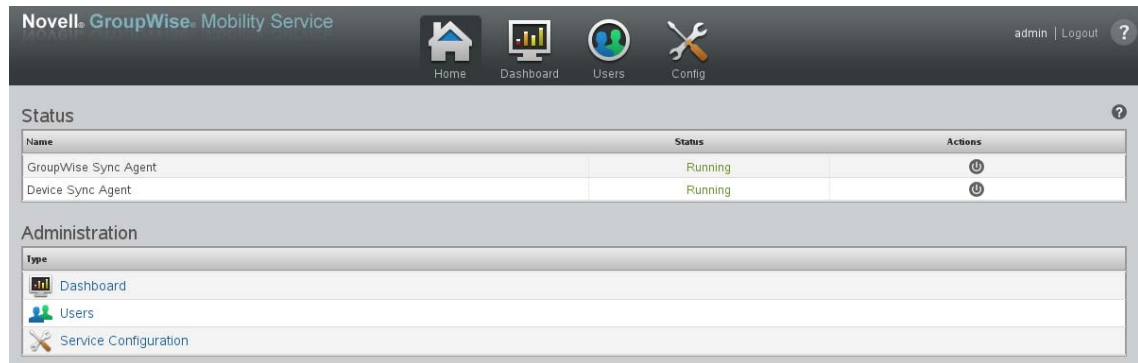 Novell® GroupWise® Mobility Service
Home Dashboard Users Config
admin | Logout ?
Status ?
Name Status Actions
GroupWise Sync Agent Running
Device Sync Agent Running
Administration
Type
Dashboard
Users
Service Configuration